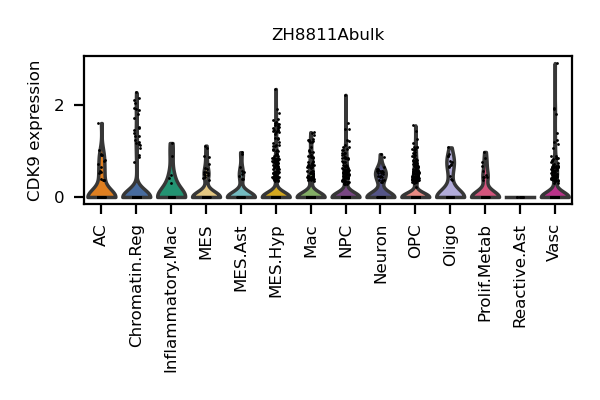 ZH8811Abulk
CDK9 expression
2
0
AC
Chromatin.Reg
Inflammatory.Mac
MES
MES.Ast
MES.Hyp
Mac
NPC
Neuron
OPC
Oligo
Prolif.Metab
Reactive.Ast
Vasc